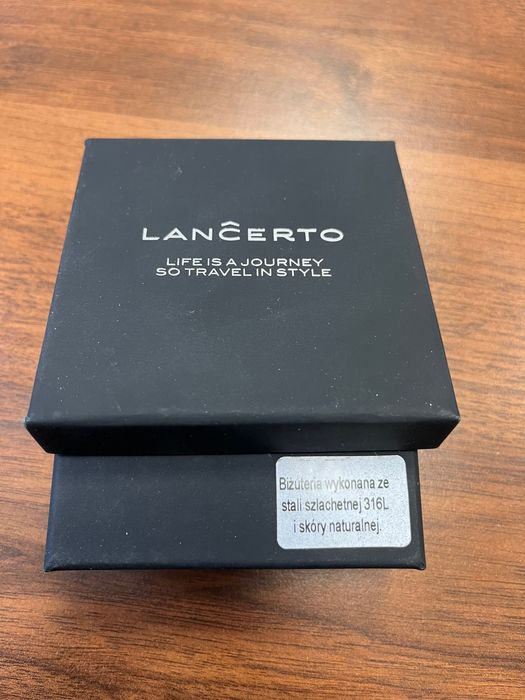 LANĈERTO
LIFE IS A JOURNEY
SO TRAVEL IN STYLE
Biżuteria wykonana ze
stali szlachetnej 316L
i skóry naturalnej.